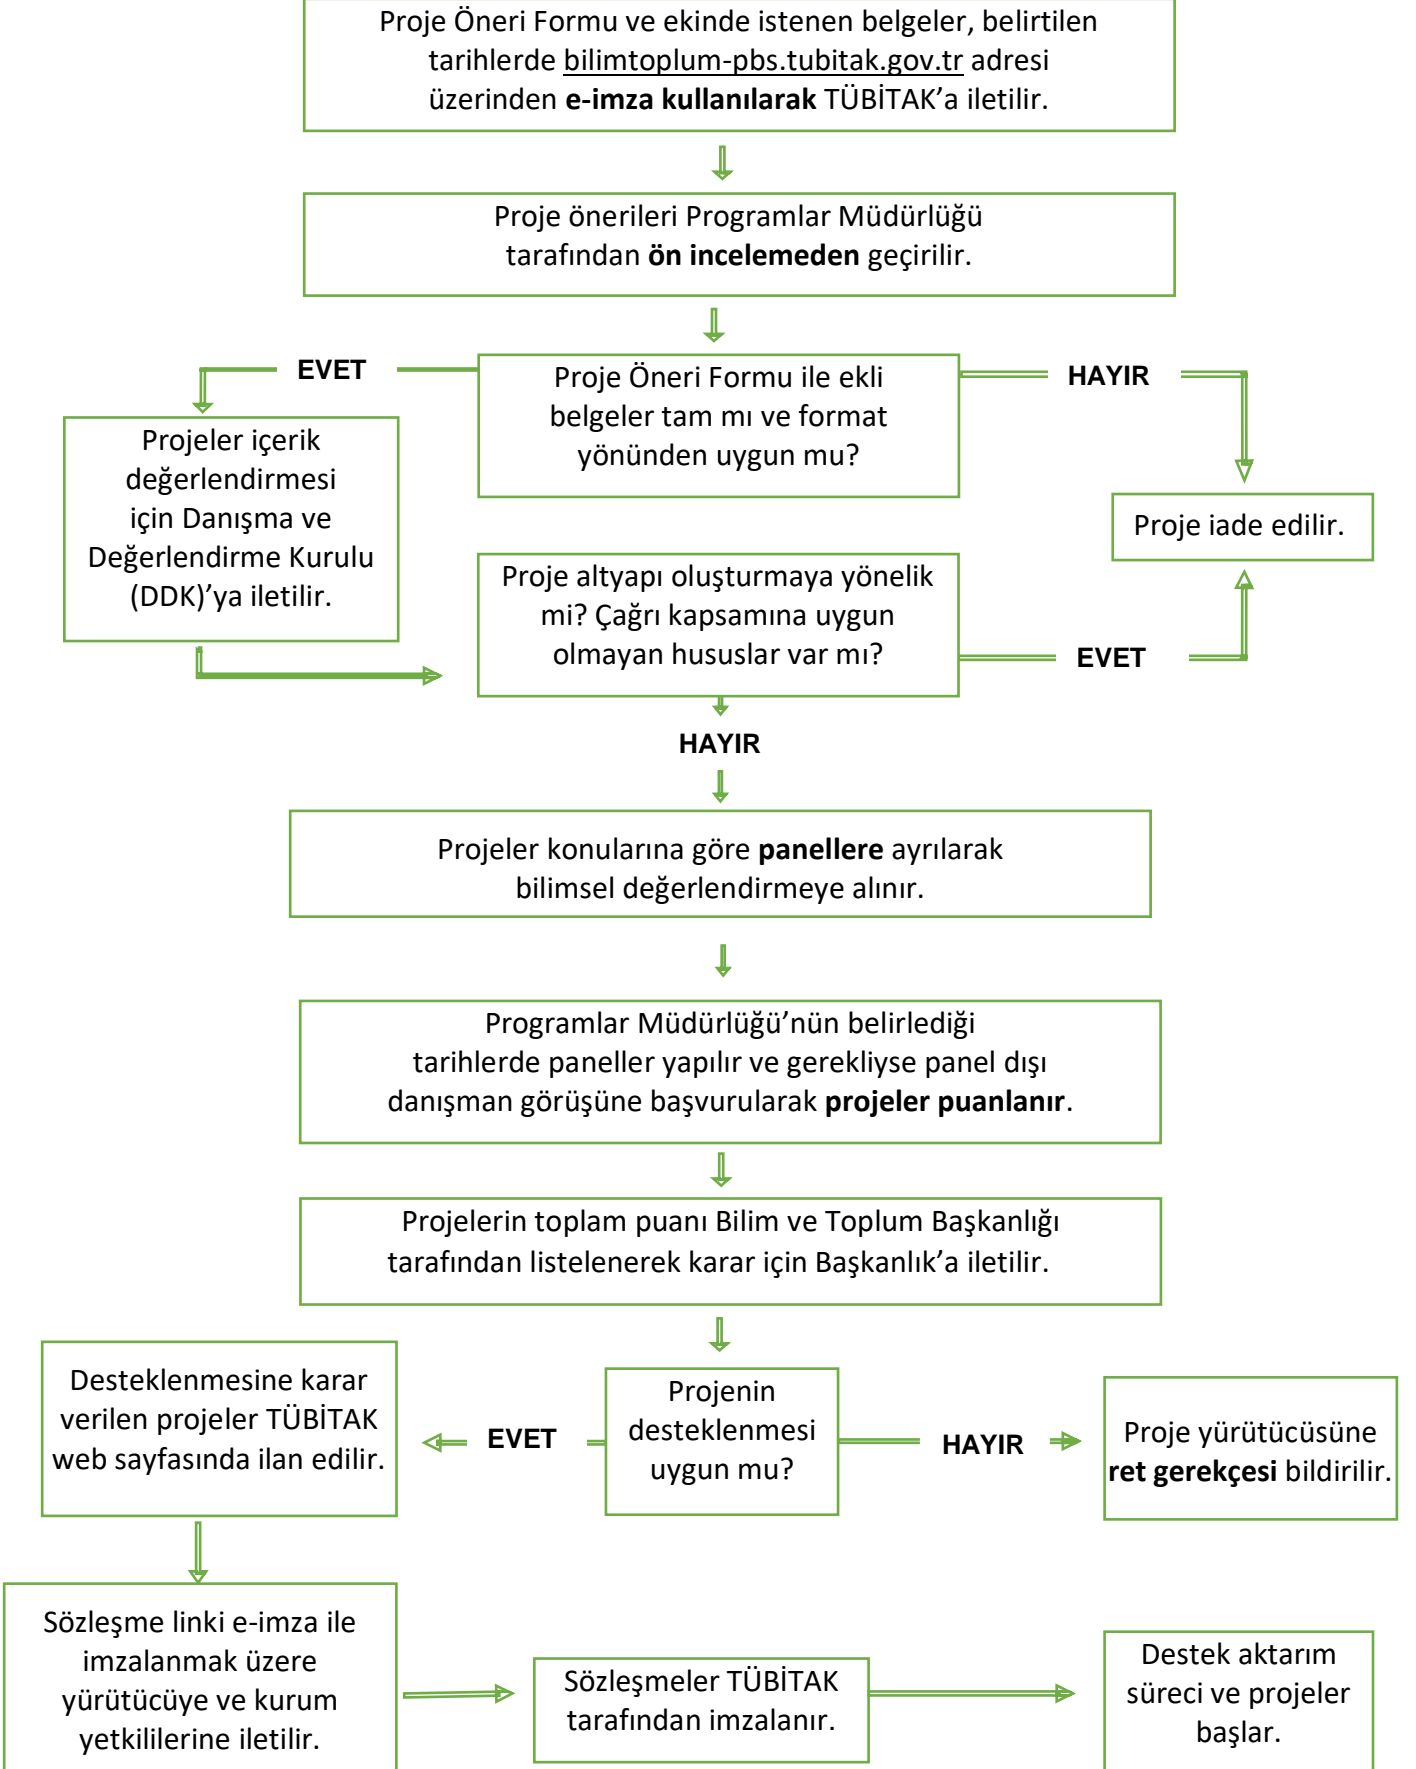 Proje Öneri Formu ve ekinde istenen belgeler, belirtilen
tarihlerde bilimtoplum-pbs.tubitak.gov.tr adresi
üzerinden e-imza kullanılarak TÜBİTAK’a iletilir.
Proje önerileri Programlar Müdürlüğü
tarafından ön incelemeden geçirilir.
EVET
Proje Öneri Formu ile ekli
belgeler tam mı ve format
yönünden uygun mu?
HAYIR
Projeler içerik
değerlendirmesi
için Danışma ve
Değerlendirme Kurulu
(DDK)’ya iletilir.
Proje iade edilir.
Proje altyapı oluşturmaya yönelik
mi? Çağrı kapsamına uygun
olmayan hususlar var mı?
EVET
HAYIR
Projeler konularına göre panellere ayrılarak
bilimsel değerlendirmeye alınır.
Programlar Müdürlüğü’nün belirlediği
tarihlerde paneller yapılır ve gerekliyse panel dışı
danışman görüşüne başvurularak projeler puanlanır.
Projelerin toplam puanı Bilim ve Toplum Başkanlığı
tarafından listelenerek karar için Başkanlık’a iletilir.
Desteklenmesine karar
verilen projeler TÜBİTAK
web sayfasında ilan edilir.
EVET
Projenin
desteklenmesi
uygun mu?
HAYIR
Proje yürütücüsüne
ret gerekçesi bildirilir.
Sözleşme linki e-imza ile
imzalanmak üzere
yürütücüye ve kurum
yetkililerine iletilir.
Sözleşmeler TÜBİTAK
tarafından imzalanır.
Destek aktarım
süreci ve projeler
başlar.